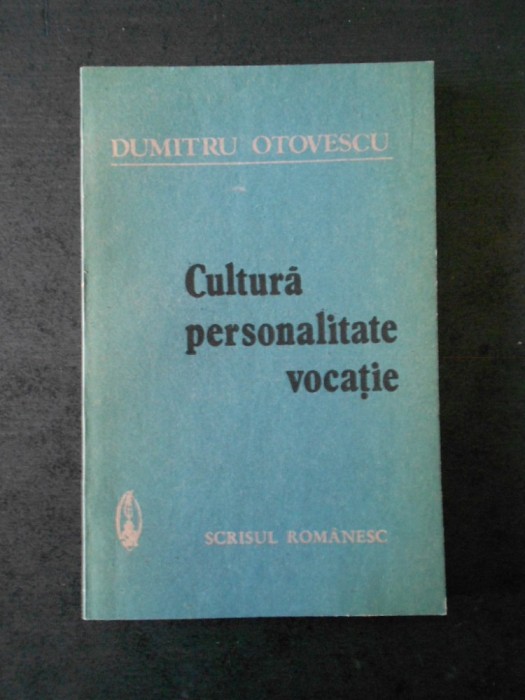 DUMITRU OTOVESCU
Cultură
personalitate
vocație
SCRISUL ROMÂNESC